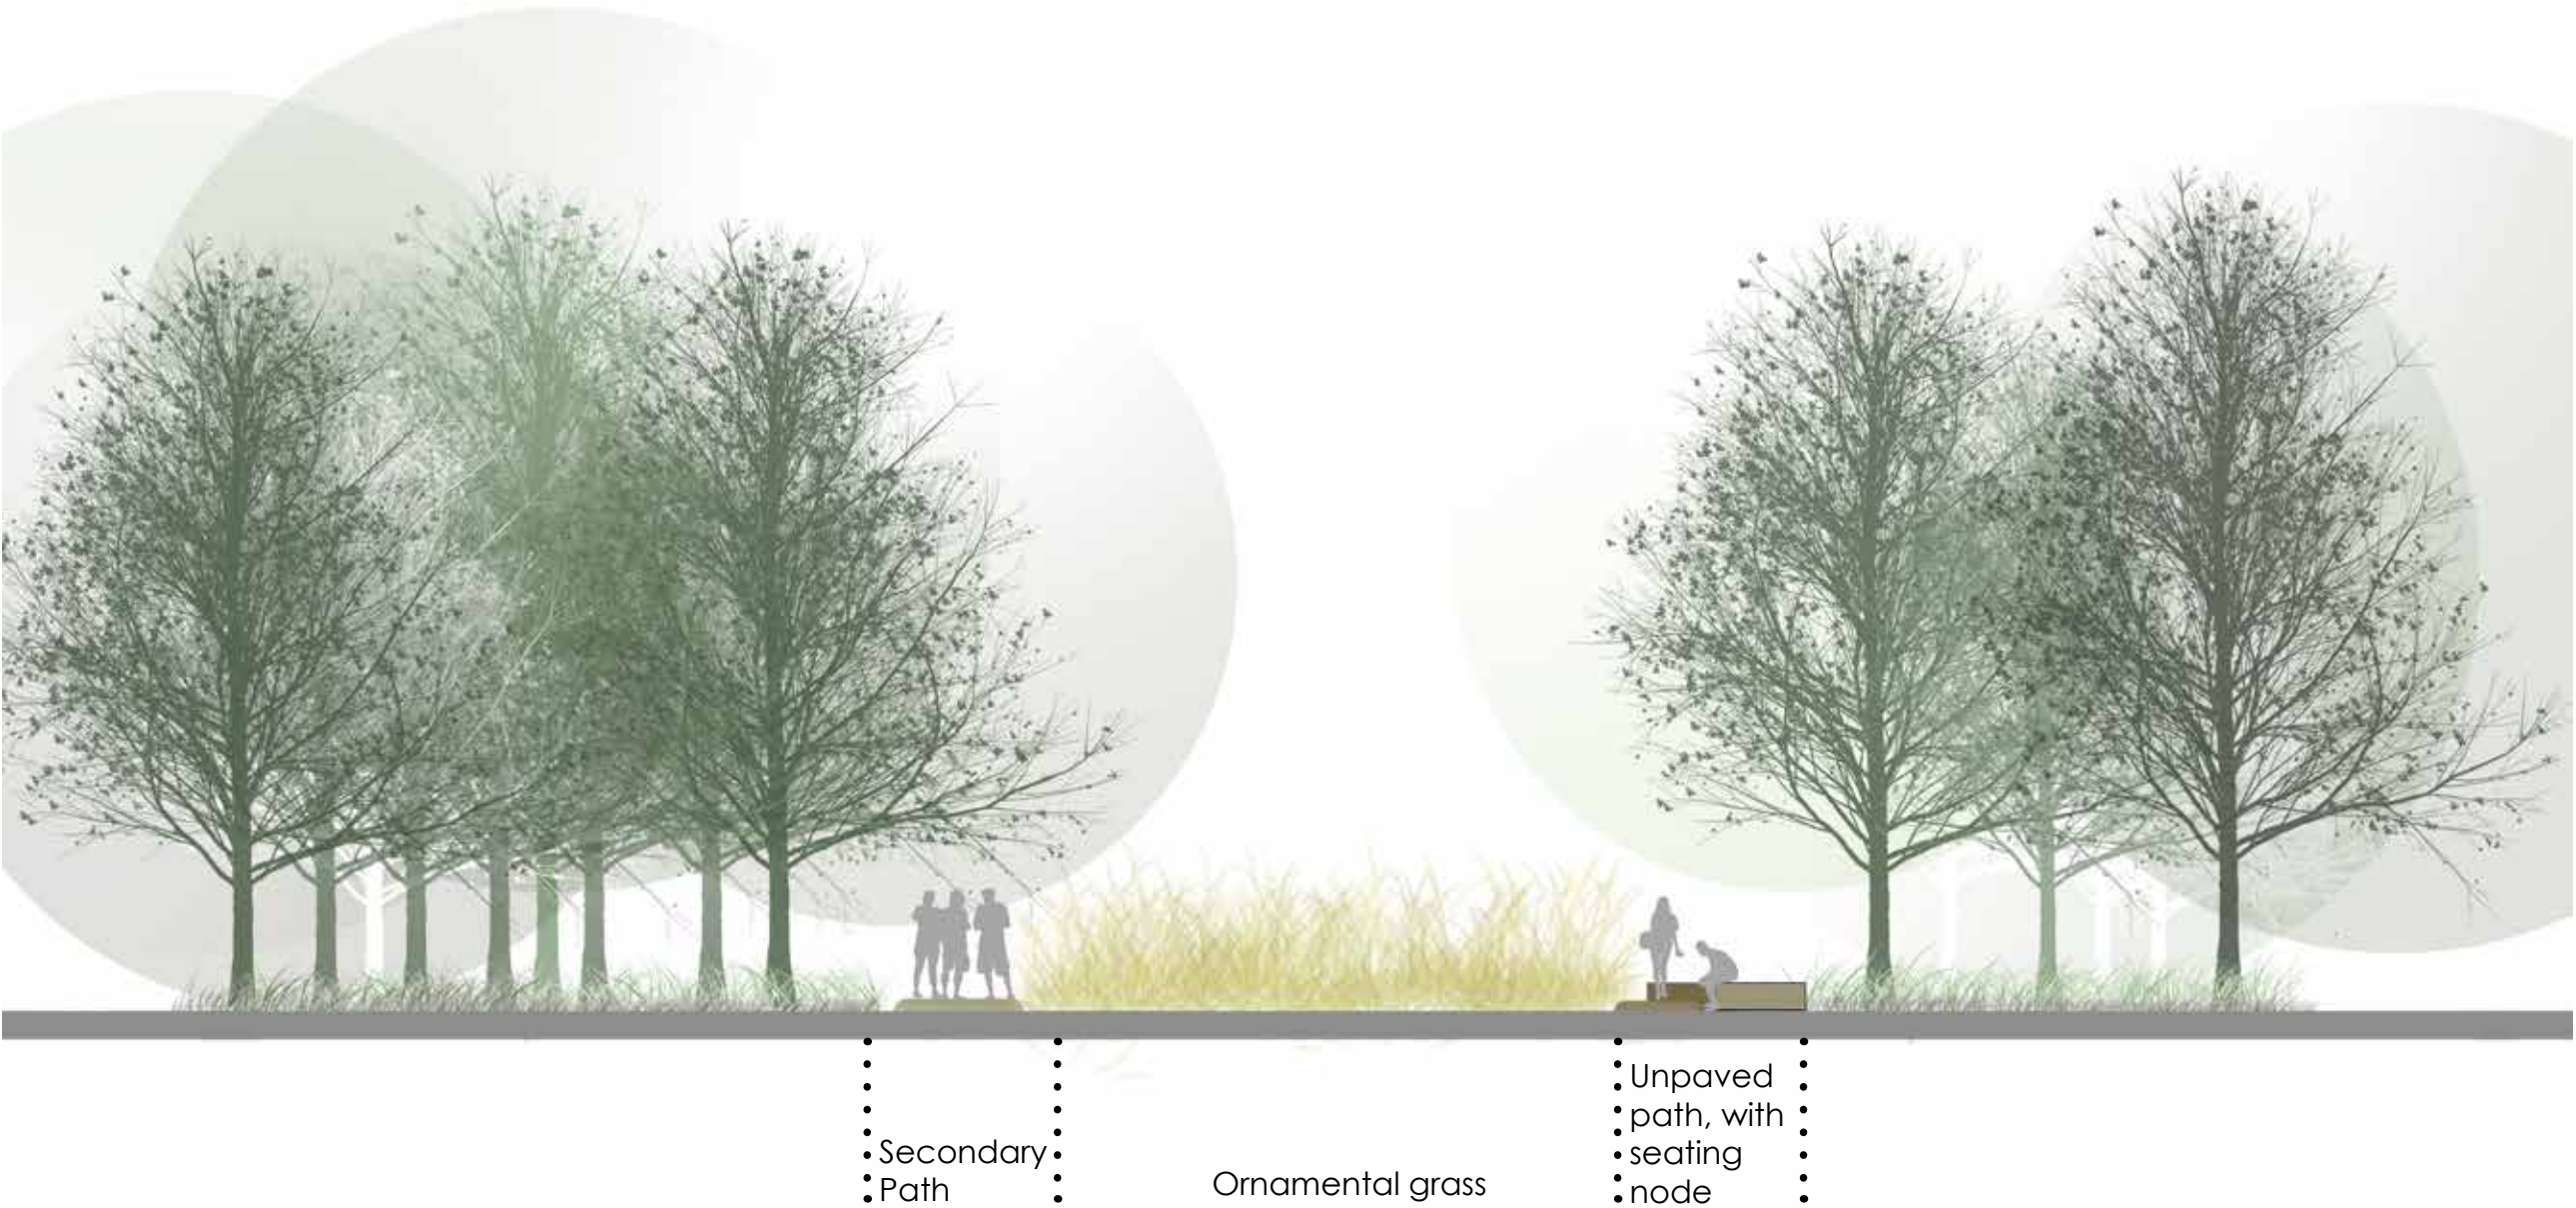 Secondary
Path
Ornamental grass
Unpaved
path, with
seating
node